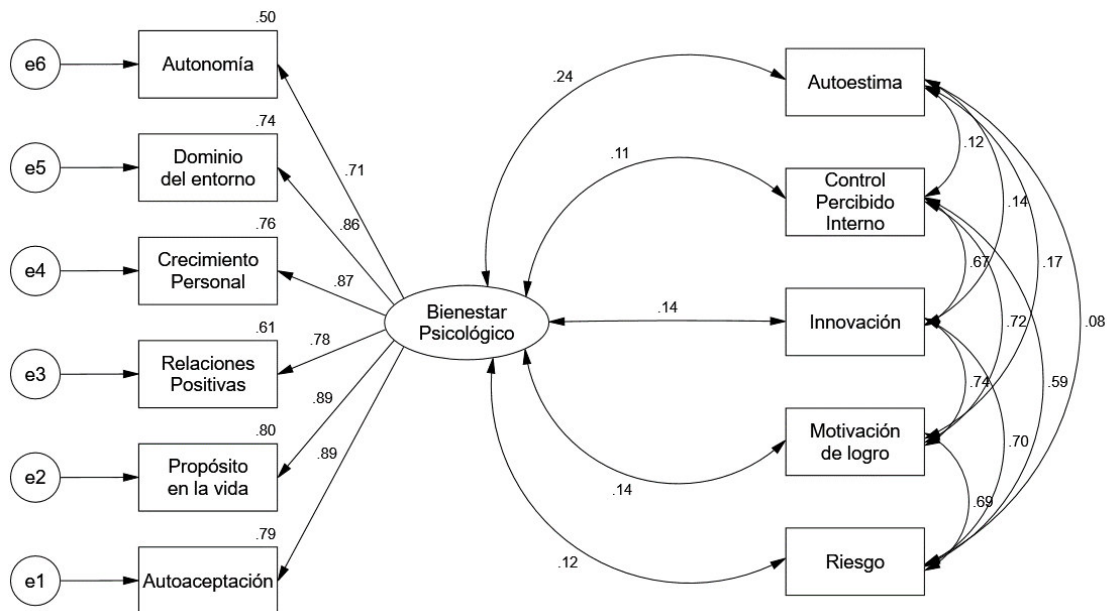 .50
e6
Autonomía
.74
e5
Dominio
del entorno
.71
.76
e4
Crecimiento
Personal
.86
.61
e3
Relaciones
Positivas
.87
.78
.80
e2
Propósito
en la vida
.89
.79
e1
Autoaceptación
.89
Bienestar
Psicológico
.24
.11
.14
.14
.12
Autoestima
Control
Percibido
Interno
Innovación
Motivación
de logro
Riesgo
.12
.14
.67
.17
.72
.08
.74
.59
.70
.69